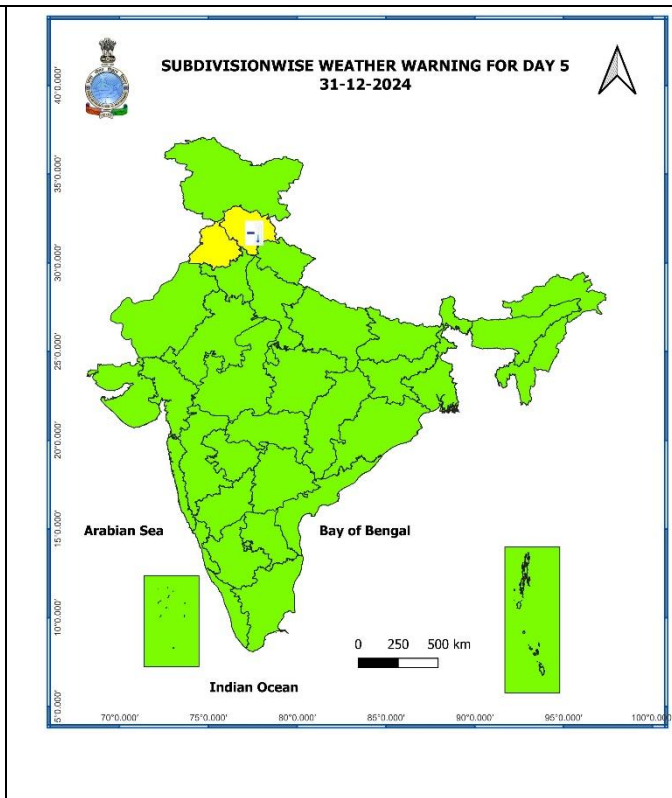 SUBDIVISIONWISE WEATHER WARNING FOR DAY 5
31-12-2024
40°0.000'
35°0.000'
30°0.000'
25°0.000'
20°0.000'
15°0.000'
10°0.000'
5°0.000'
Arabian Sea
Bay of Bengal
0 250 500 km
Indian Ocean
70°0.000' 75°0.000' 80°0.000' 85°0.000' 90°0.000' 95°0.000' 100°0.000'